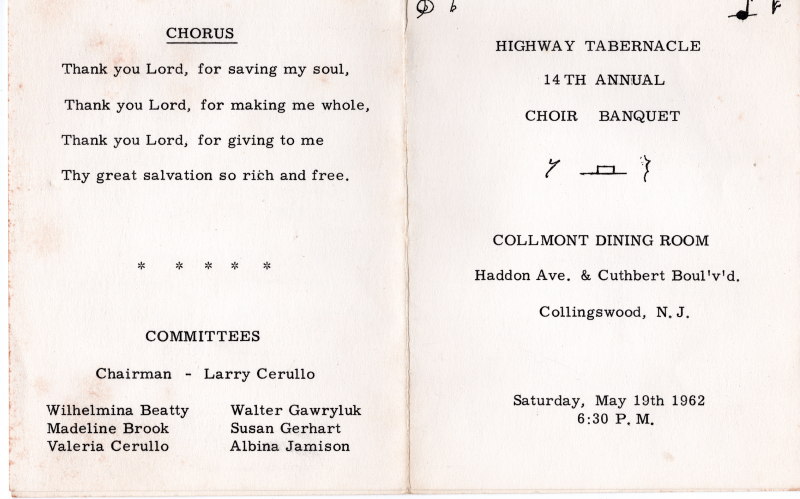 CHORUS
Thank you Lord, for saving my soul,
Thank you Lord, for making me whole,
Thank you Lord, for giving to me
Thy great salvation so rich and free.
* * * * *
COMMITTEES
Chairman - Larry Cerullo
Wilhelmina Beatty
Madeline Brook
Valeria Cerullo
Walter Gawryluk
Susan Gerhart
Albina Jamison
HIGHWAY TABERNACLE
14TH ANNUAL
CHOIR BANQUET
COLLMONT DINING ROOM
Haddon Ave. & Cuthbert Boul'v'd.
Collingswood, N.J.
Saturday, May 19th 1962
6:30 P.M.